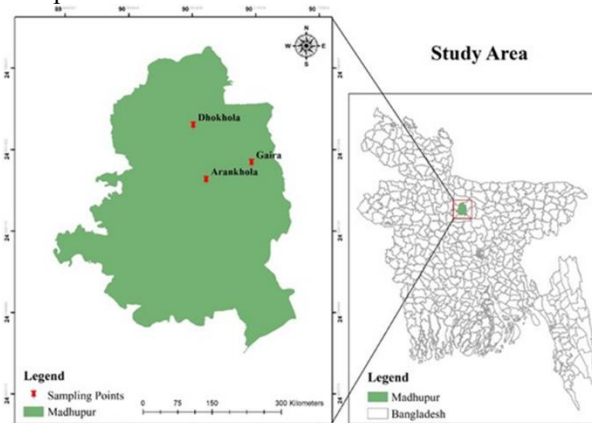 N
W E
S
Study Area
Dhokhola
Gaira
Arankhola
Legend
Sampling Points
Madhupur
0 75 150 300 Kilometers
Legend
Madhupur
Bangladesh